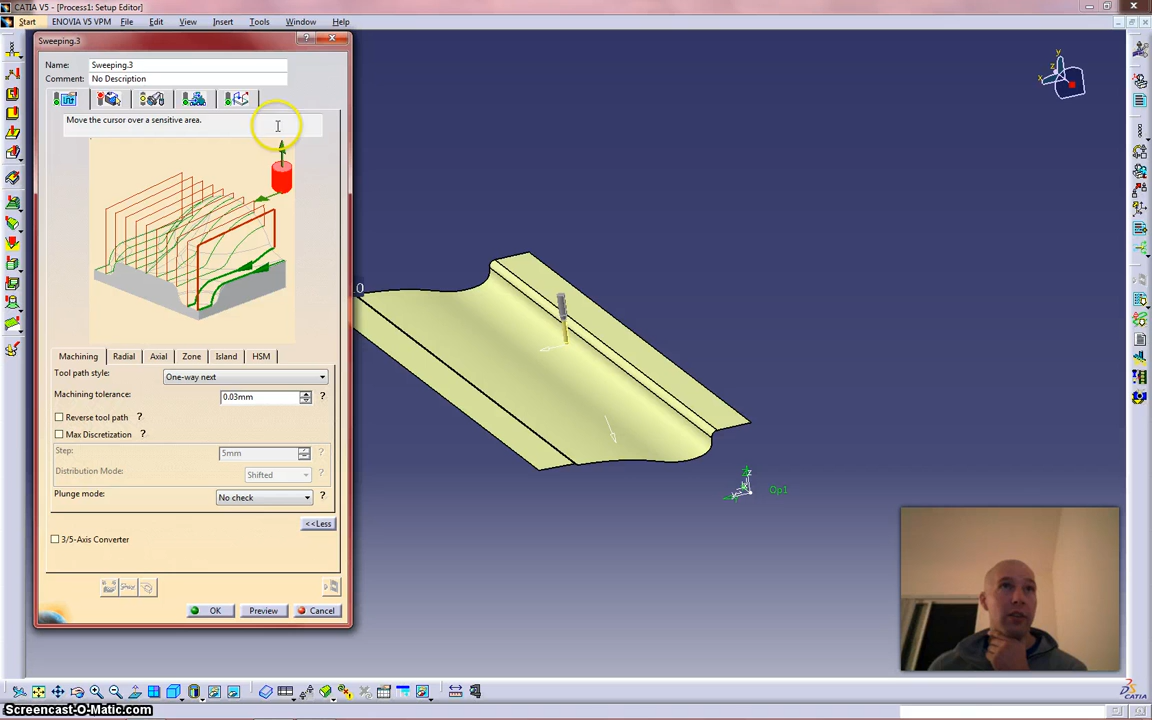 CATIA V5 - [Process1: Setup Editor]
Start ENOVIA V5 VPM File Edit View Insert Tools Window Help
Sweeping.3
Name: Sweeping.3
Comment: No Description
Move the cursor over a sensitive area.
Machining Radial Axial Zone Island HSM
Tool path style: One-way next
Machining tolerance: 0.03mm ?
Reverse tool path ?
Max Discretization ?
Step: 5mm ?
Distribution Mode: Shifted ?
Plunge mode: No check ?
<<Less
3/5-Axis Converter
OK Preview Cancel
0
y
z
x
z
Op1
Screencast-O-Matic.com